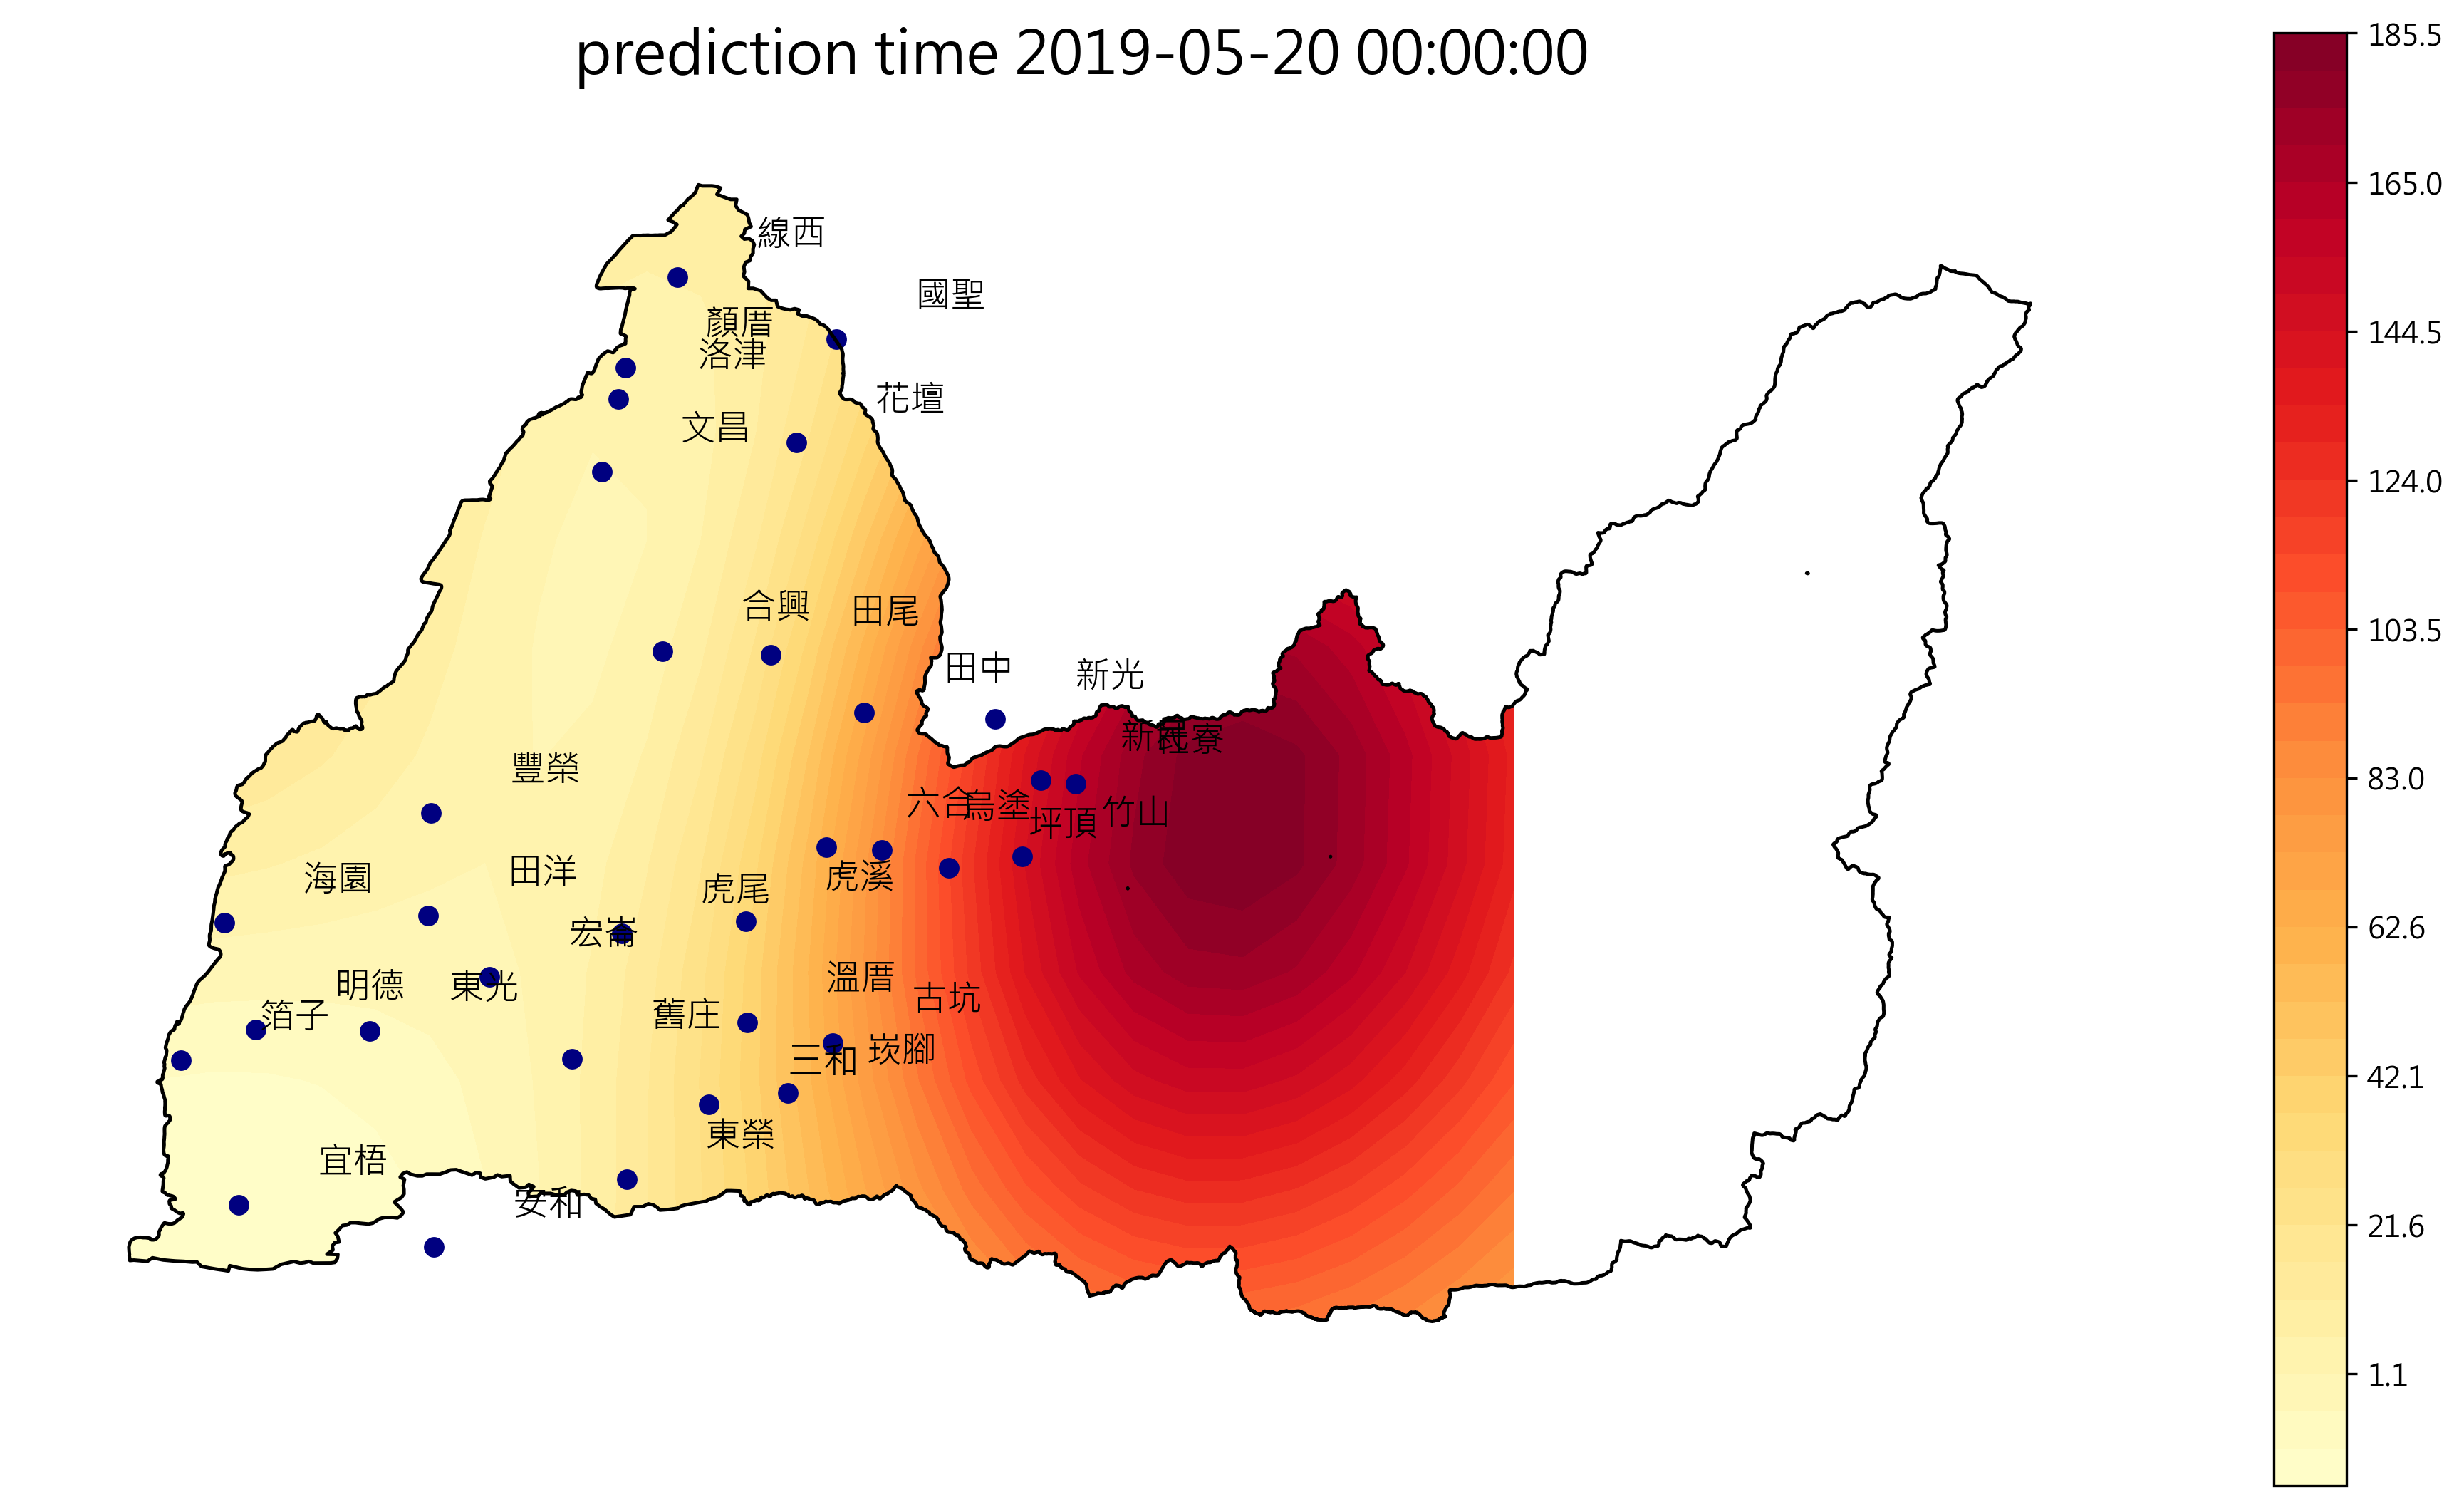 prediction time 2019-05-20 00:00:00
線西
國聖
顏厝
洛津
花壇
文昌
合興
田尾
田中
新光
新民
社寮
豐榮
六合
烏塗
坪頂
竹山
海園
田洋
虎尾
虎溪
宏崙
明德
東光
溫厝
古坑
箔子
舊庄
三和
崁腳
東榮
宜梧
安和
185.5
165.0
144.5
124.0
103.5
83.0
62.6
42.1
21.6
1.1